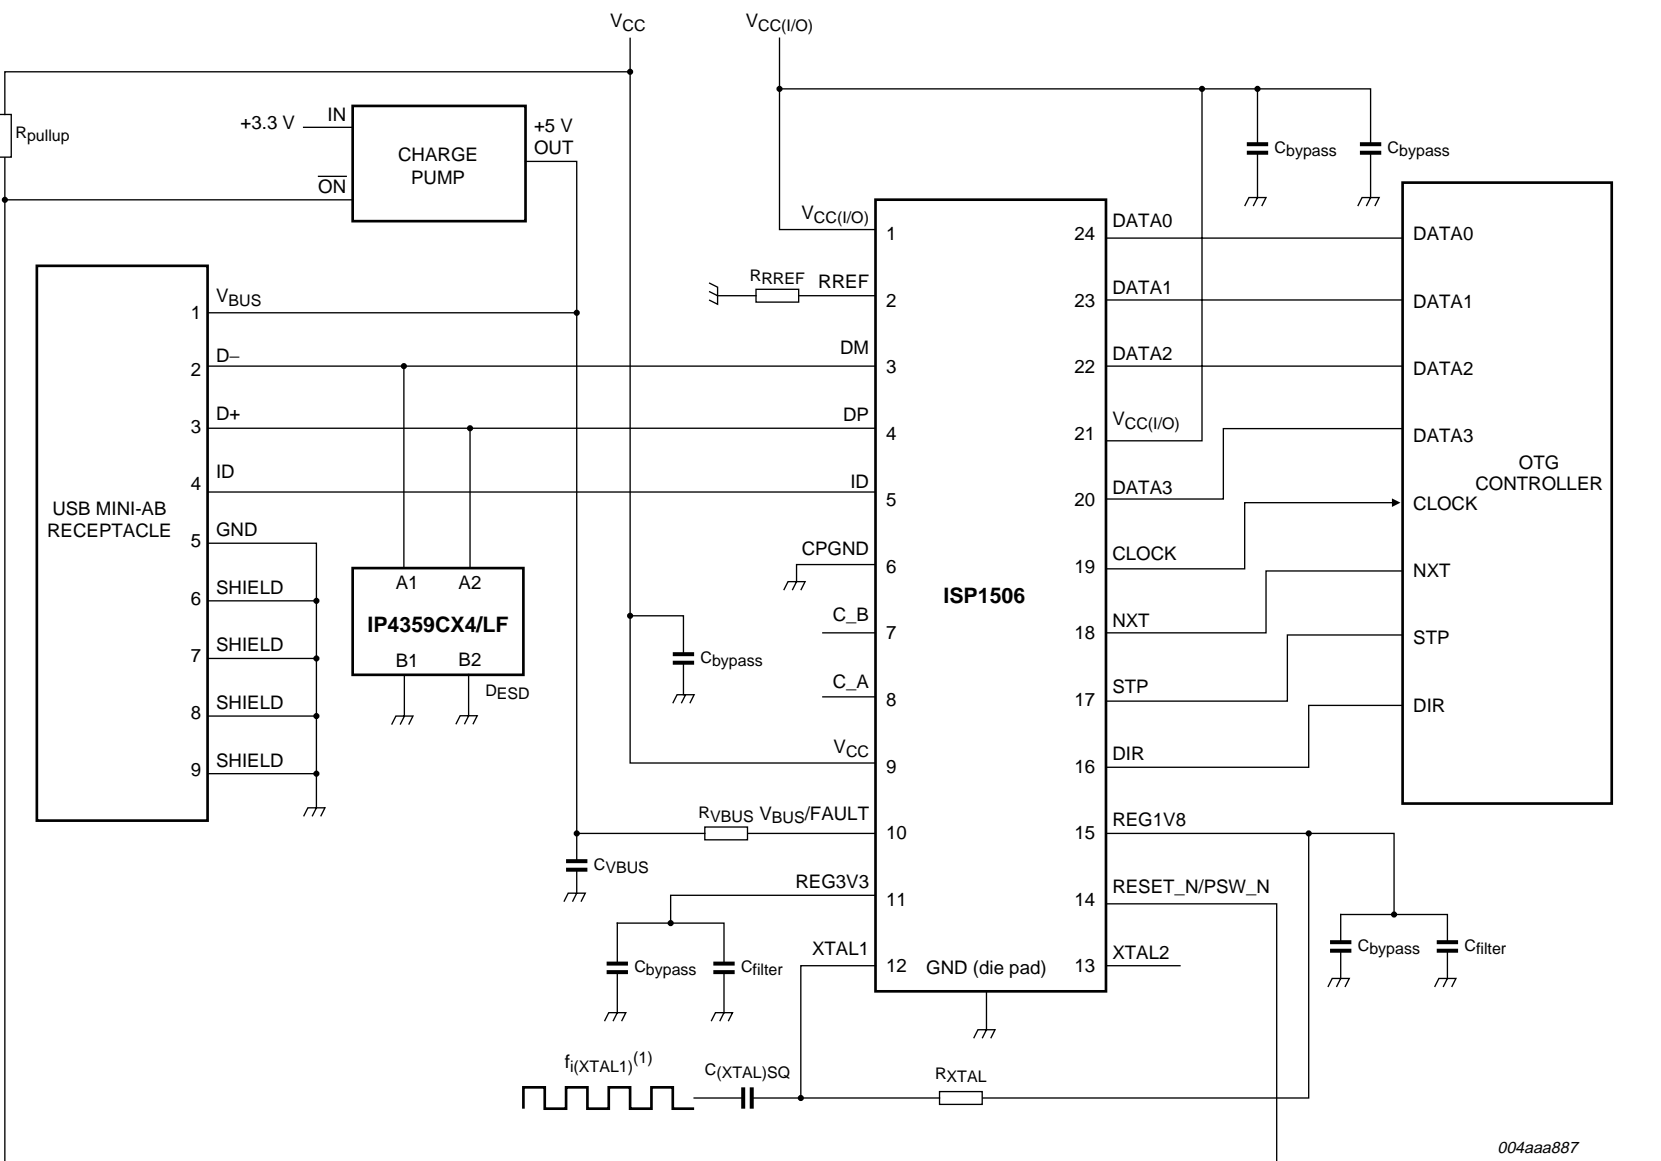 VCC
VCC(I/O)
Rpullup
+3.3 V
IN
ON
CHARGE
PUMP
+5 V
OUT
Cbypass
Cbypass
USB MINI-AB
RECEPTACLE
1
VBUS
2
D–
3
D+
4
ID
5
GND
6
SHIELD
7
SHIELD
8
SHIELD
9
SHIELD
A1
A2
IP4359CX4/LF
B1
B2
DESD
Cbypass
VCC(I/O)
1
RRREF
RREF
2
DM
3
DP
4
ID
5
CPGND
6
C_B
7
C_A
8
VCC
9
RVBUS
VBUS/FAULT
10
CVBUS
REG3V3
11
Cbypass
Cfilter
XTAL1
12
ISP1506
GND (die pad)
24
DATA0
23
DATA1
22
DATA2
21
VCC(I/O)
20
DATA3
19
CLOCK
18
NXT
17
STP
16
DIR
15
REG1V8
14
RESET_N/PSW_N
13
XTAL2
Cbypass
Cfilter
DATA0
DATA1
DATA2
DATA3
OTG
CONTROLLER
CLOCK
NXT
STP
DIR
fi(XTAL1)(1)
C(XTAL)SQ
RXTAL
004aaa887